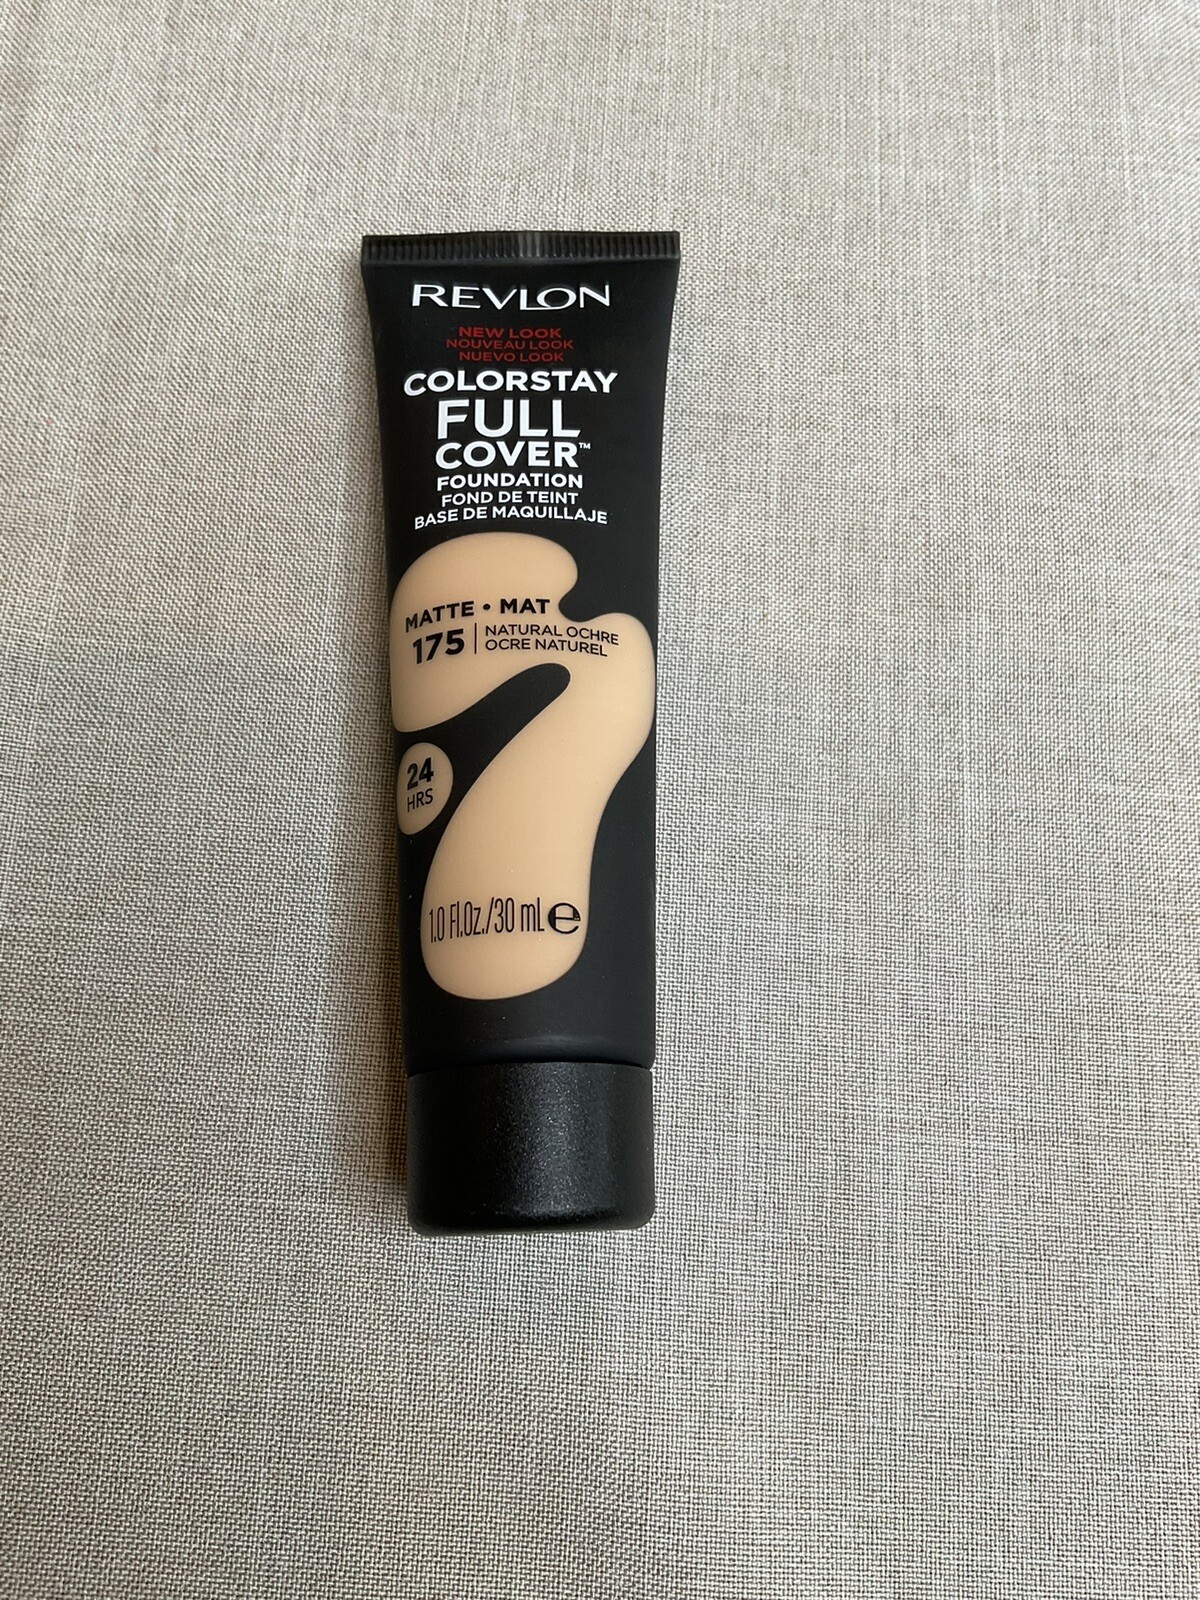 REVLON
NEW LOOK
NOUVEAU LOOK
NUEVO LOOK
COLORSTAY
FULL
COVER™
FOUNDATION
FOND DE TEINT
BASE DE MAQUILLAJE
MATTE • MAT
175 | NATURAL OCHRE
OCRE NATUREL
24
HRS
1.0 Fl.Oz./30 mL ℮